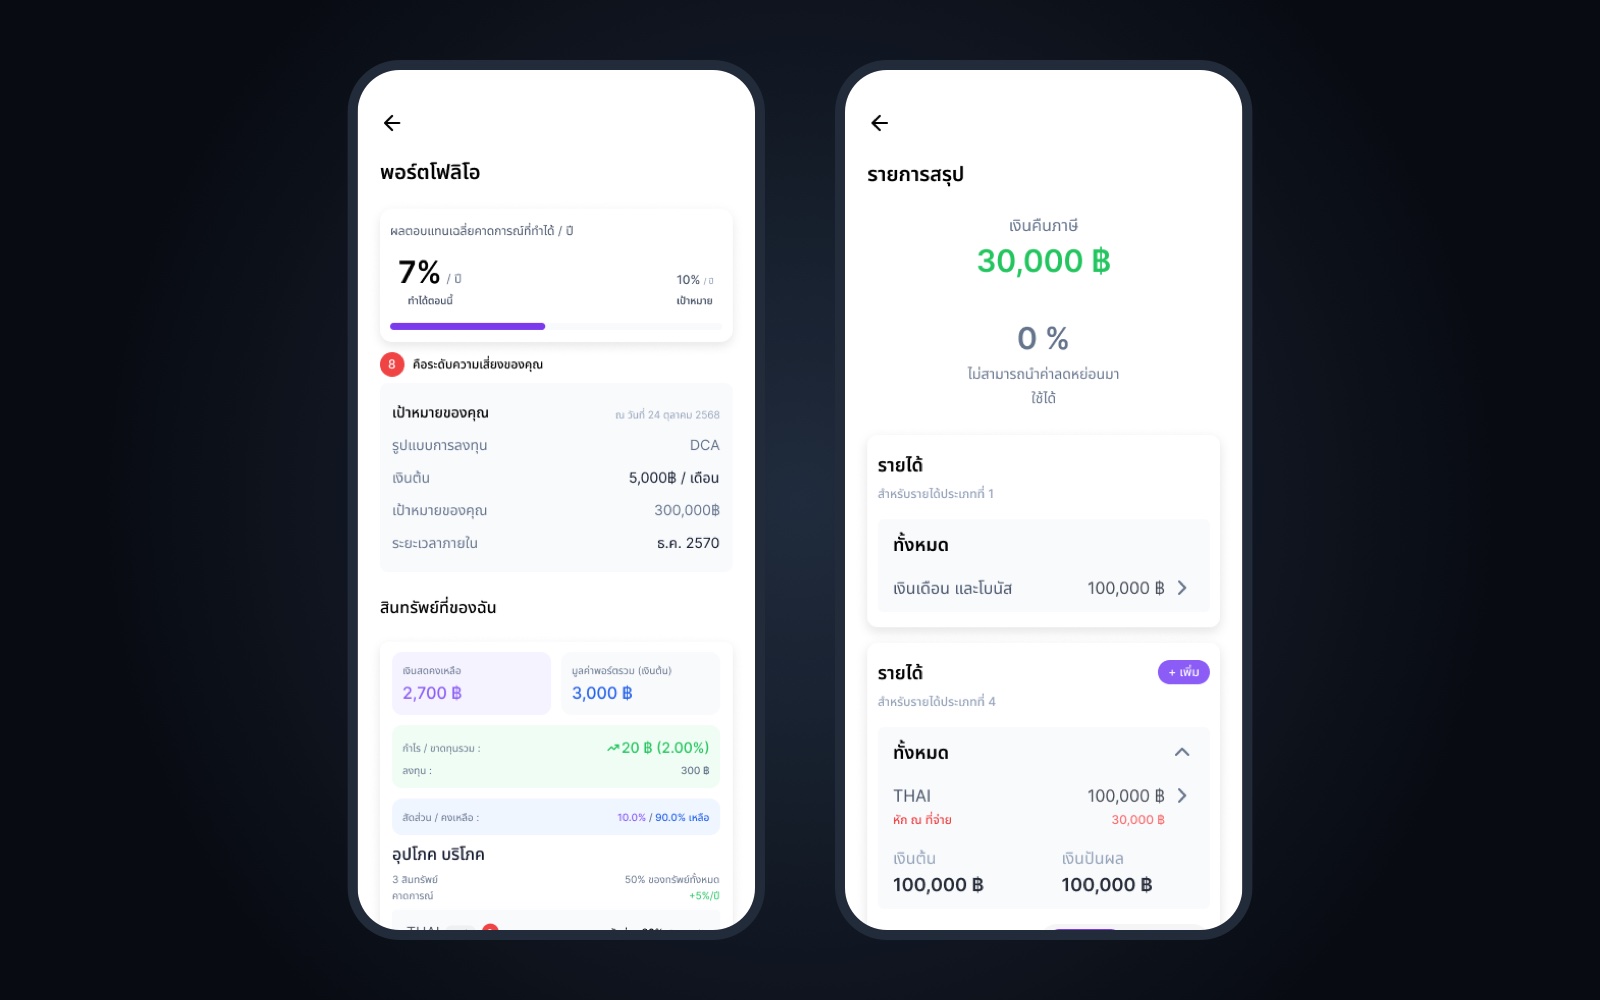 พอร์ตโฟลิโอ
ผลตอบแทนเฉลี่ยคาดการณ์ที่ทำได้ / ปี
7% / ปี
10% / ปี
ทำได้ตอนนี้
เป้าหมาย
8 คือระดับความเสี่ยงของคุณ
เป้าหมายของคุณ ณ วันที่ 24 ตุลาคม 2568
รูปแบบการลงทุน DCA
เงินต้น 5,000฿ / เดือน
เป้าหมายของคุณ 300,000฿
ระยะเวลาภายใน ธ.ค. 2570
สินทรัพย์ที่ของฉัน
เงินสดคงเหลือ
2,700 ฿
มูลค่าพอร์ตรวม (เงินต้น)
3,000 ฿
กำไร / ขาดทุนรวม : 20 ฿ (2.00%)
ลงทุน : 300 ฿
สัดส่วน / คงเหลือ : 10.0% / 90.0% เหลือ
อุปโภค บริโภค
3 สินทรัพย์ 50% ของทรัพย์ทั้งหมด
คาดการณ์ +5%/ปี
รายการสรุป
เงินคืนภาษี
30,000 ฿
0 %
ไม่สามารถนำค่าลดหย่อนมา
ใช้ได้
รายได้
สำหรับรายได้ประเภทที่ 1
ทั้งหมด
เงินเดือน และโบนัส 100,000 ฿
รายได้ + เพิ่ม
สำหรับรายได้ประเภทที่ 4
ทั้งหมด
THAI 100,000 ฿
หัก ณ ที่จ่าย 30,000 ฿
เงินต้น เงินปันผล
100,000 ฿ 100,000 ฿